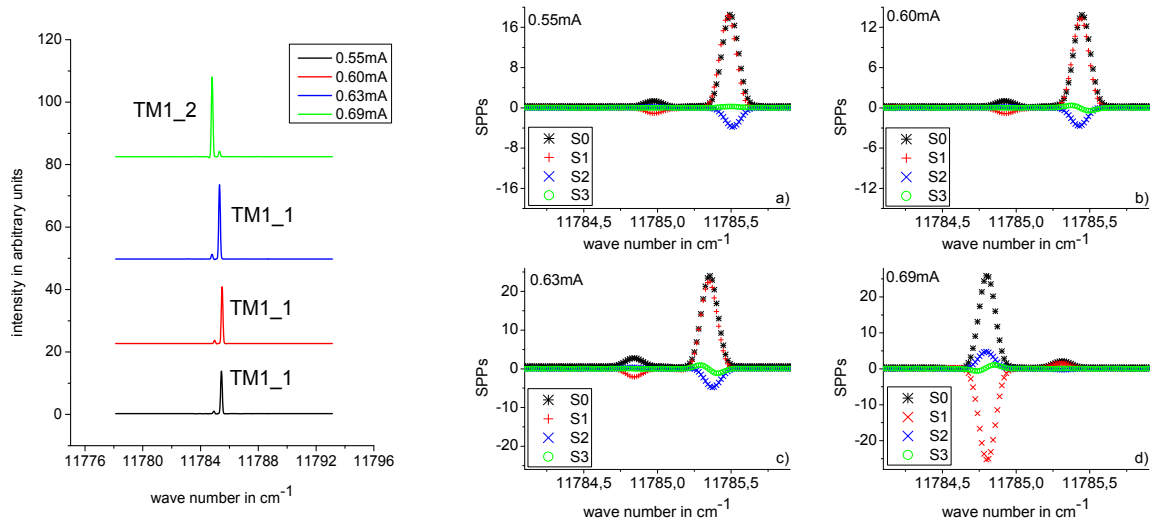 120
100
80
60
40
20
0
intensity in arbitrary units
0.55mA
0.60mA
0.63mA
0.69mA
TM1_2
TM1_1
TM1_1
TM1_1
11776 11780 11784 11788 11792 11796
wave number in cm-1
0.55mA
16
8
0
-8
-16
SPPs
S0
S1
S2
S3
a)
11784,5 11785,0 11785,5
wave number in cm-1
0.60mA
12
6
0
-6
-12
SPPs
S0
S1
S2
S3
b)
11784,5 11785,0 11785,5
wave number in cm-1
0.63mA
20
10
0
-10
-20
SPPs
S0
S1
S2
S3
c)
11784,5 11785,0 11785,5
wave number in cm-1
0.69mA
20
10
0
-10
-20
SPPs
S0
S1
S2
S3
d)
11784,5 11785,0 11785,5
wave number in cm-1